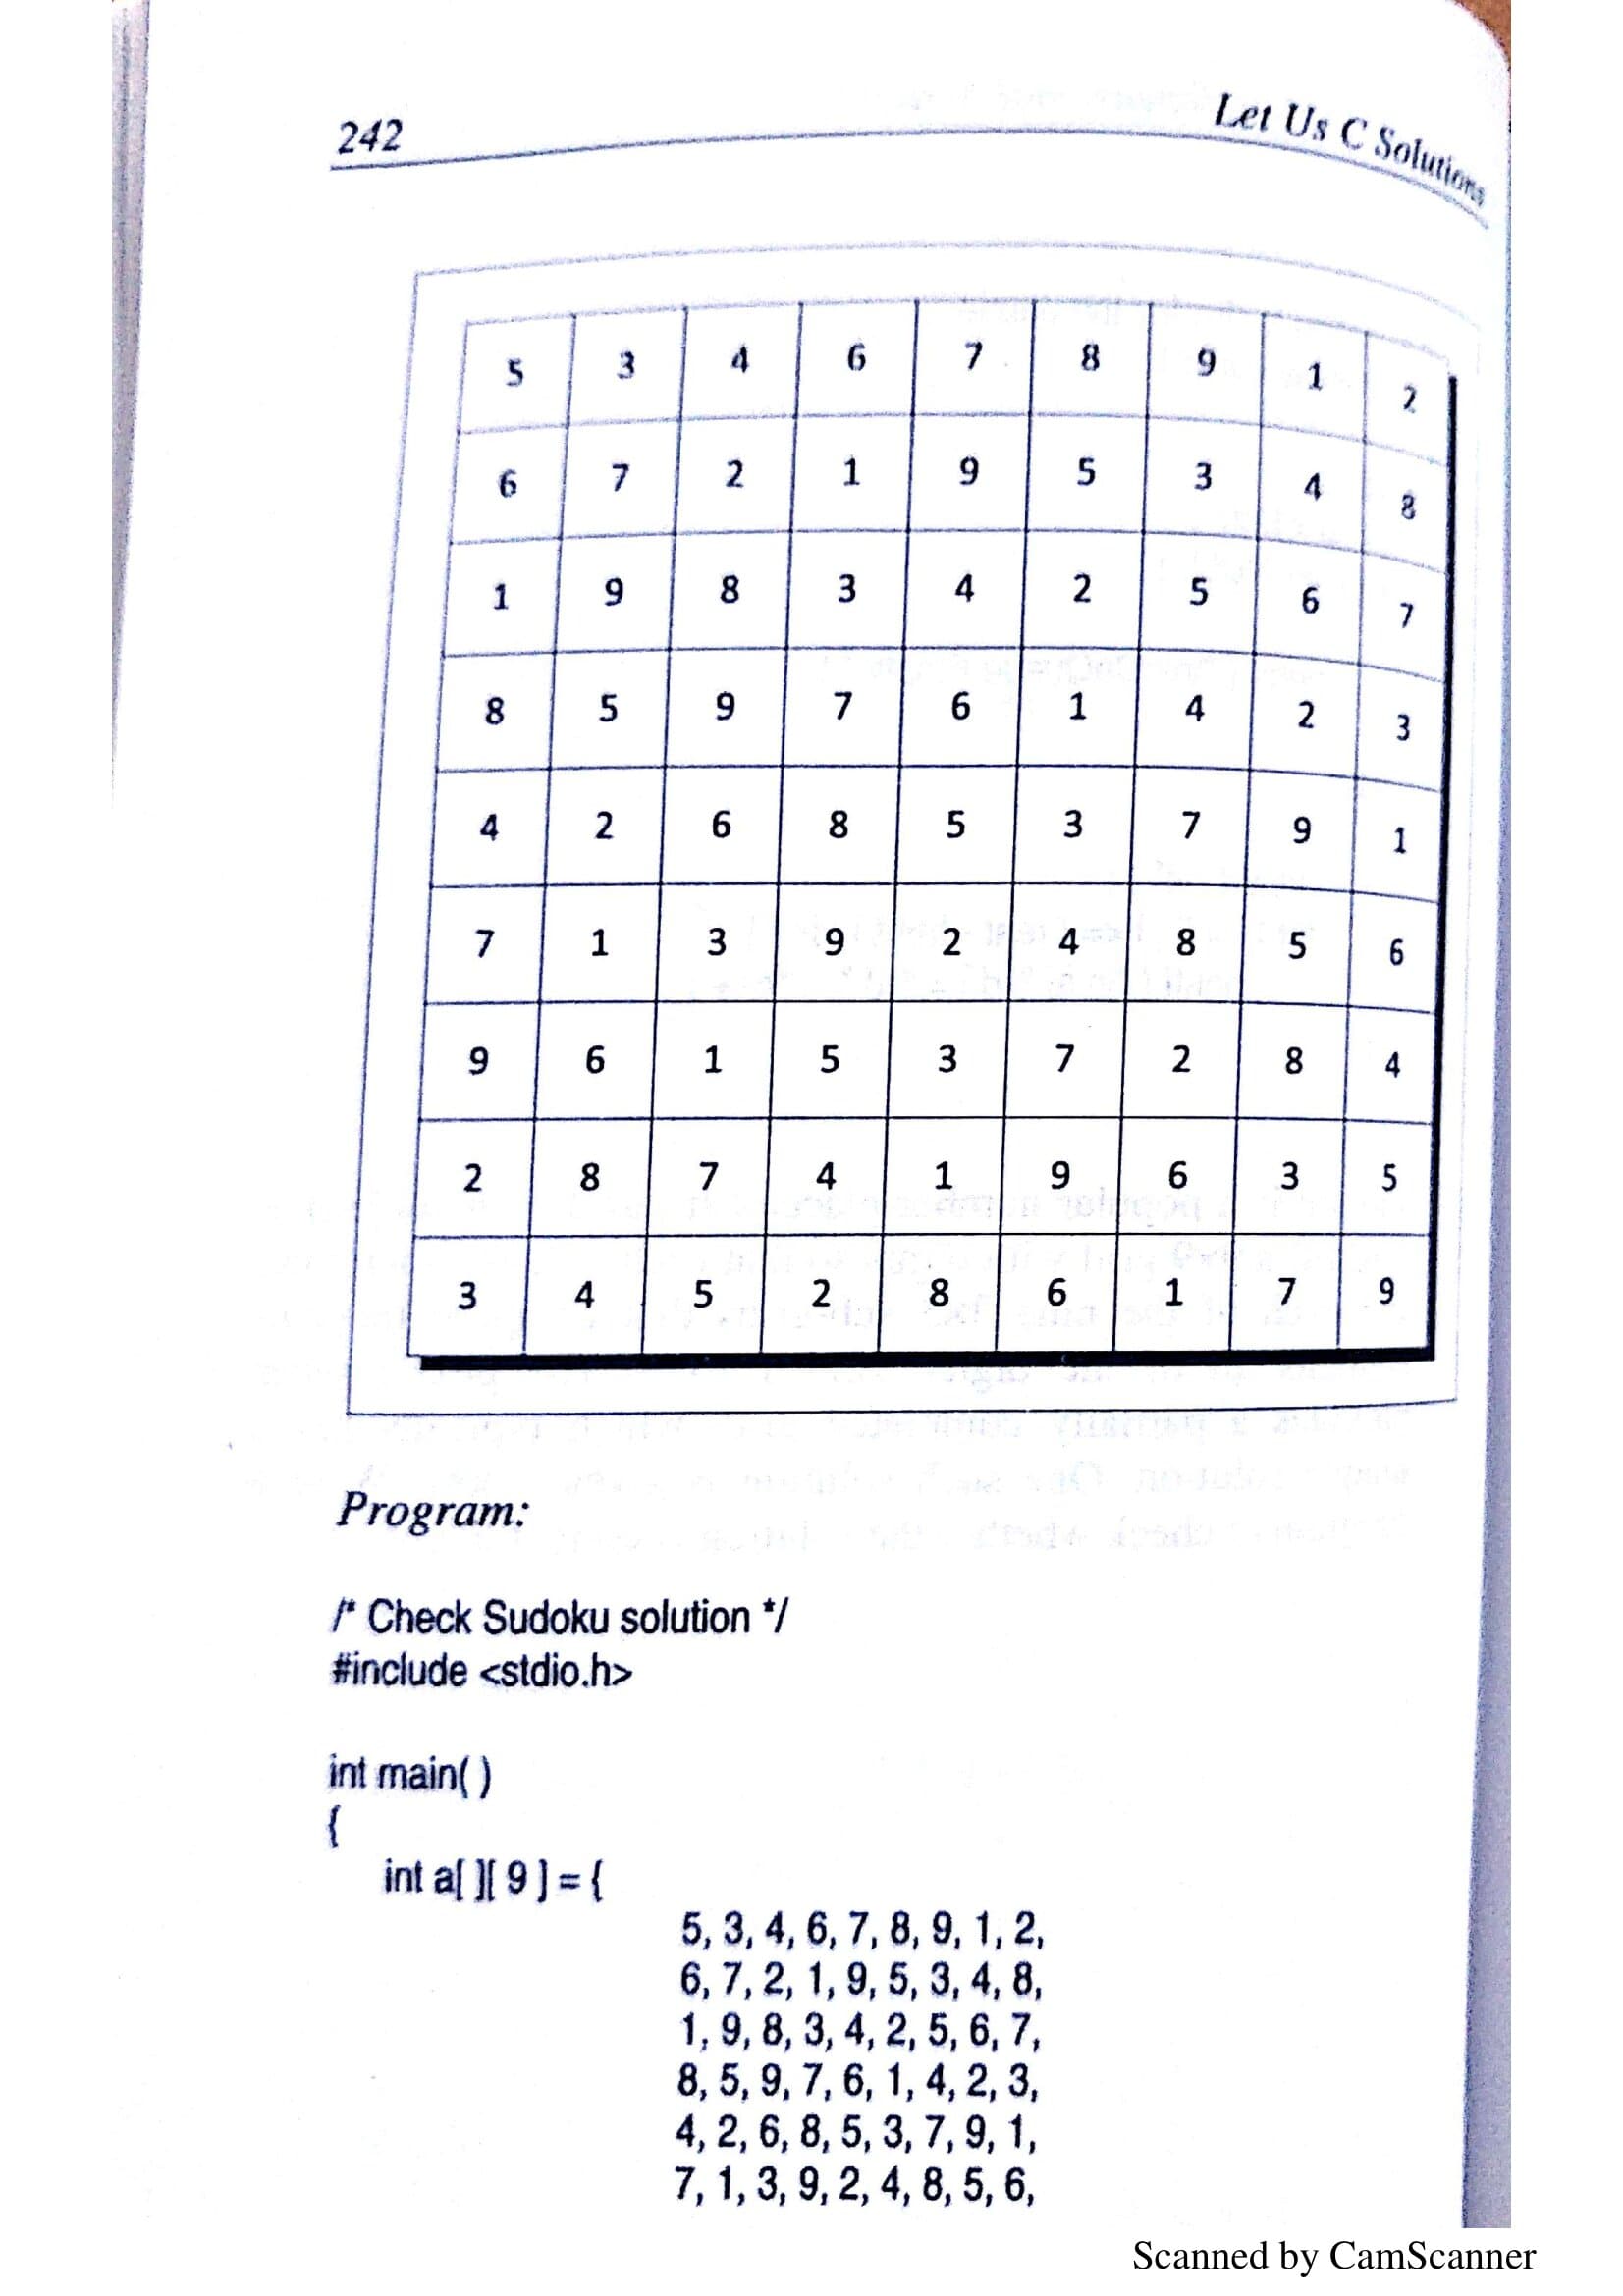 242
Let Us C Solutions
5 3 4 6 7 8 9 1 2
6 7 2 1 9 5 3 4 8
1 9 8 3 4 2 5 6 7
8 5 9 7 6 1 4 2 3
4 2 6 8 5 3 7 9 1
7 1 3 9 2 4 8 5 6
9 6 1 5 3 7 2 8 4
2 8 7 4 1 9 6 3 5
3 4 5 2 8 6 1 7 9
Program:
/* Check Sudoku solution */
#include <stdio.h>
int main( )
{
int a[ ][ 9 ] = {
5, 3, 4, 6, 7, 8, 9, 1, 2,
6, 7, 2, 1, 9, 5, 3, 4, 8,
1, 9, 8, 3, 4, 2, 5, 6, 7,
8, 5, 9, 7, 6, 1, 4, 2, 3,
4, 2, 6, 8, 5, 3, 7, 9, 1,
7, 1, 3, 9, 2, 4, 8, 5, 6,
Scanned by CamScanner